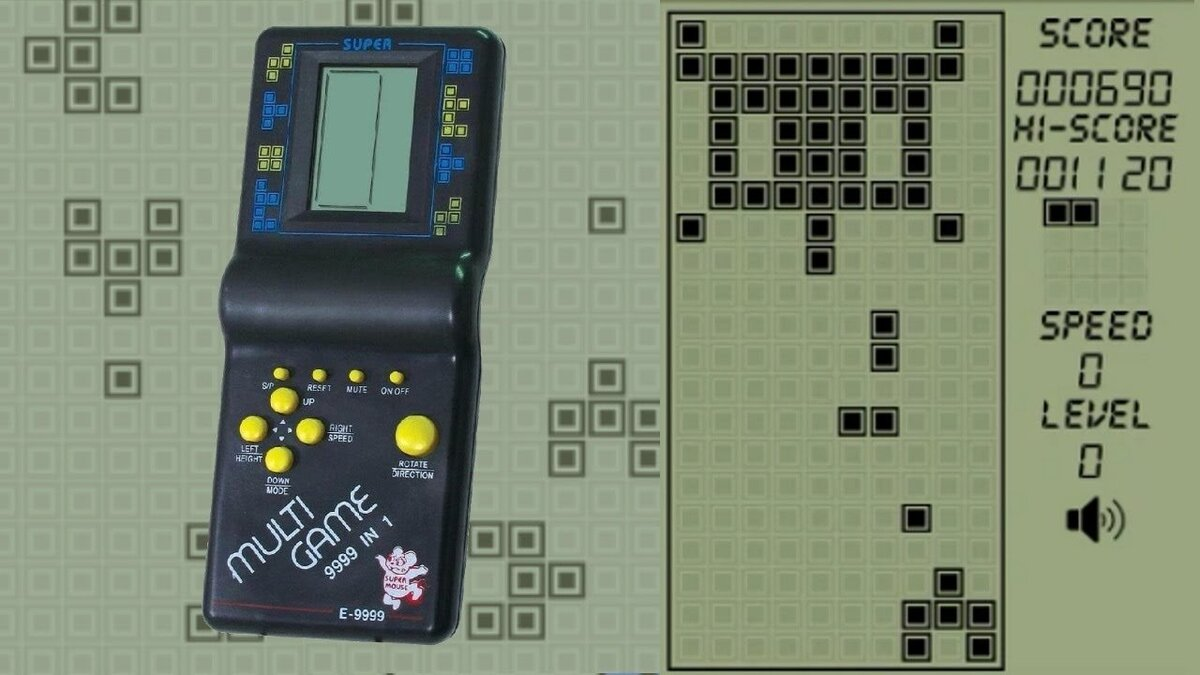 SUPER
S/P
RESET
MUTE
ON OFF
UP
LEFT
HEIGHT
RIGHT
SPEED
DOWN
MODE
ROTATE
DIRECTION
MULTI
GAME
9999 IN 1
SUPER
MOUSE
E-9999
SCORE
000690
HI-SCORE
001120
SPEED
0
LEVEL
0